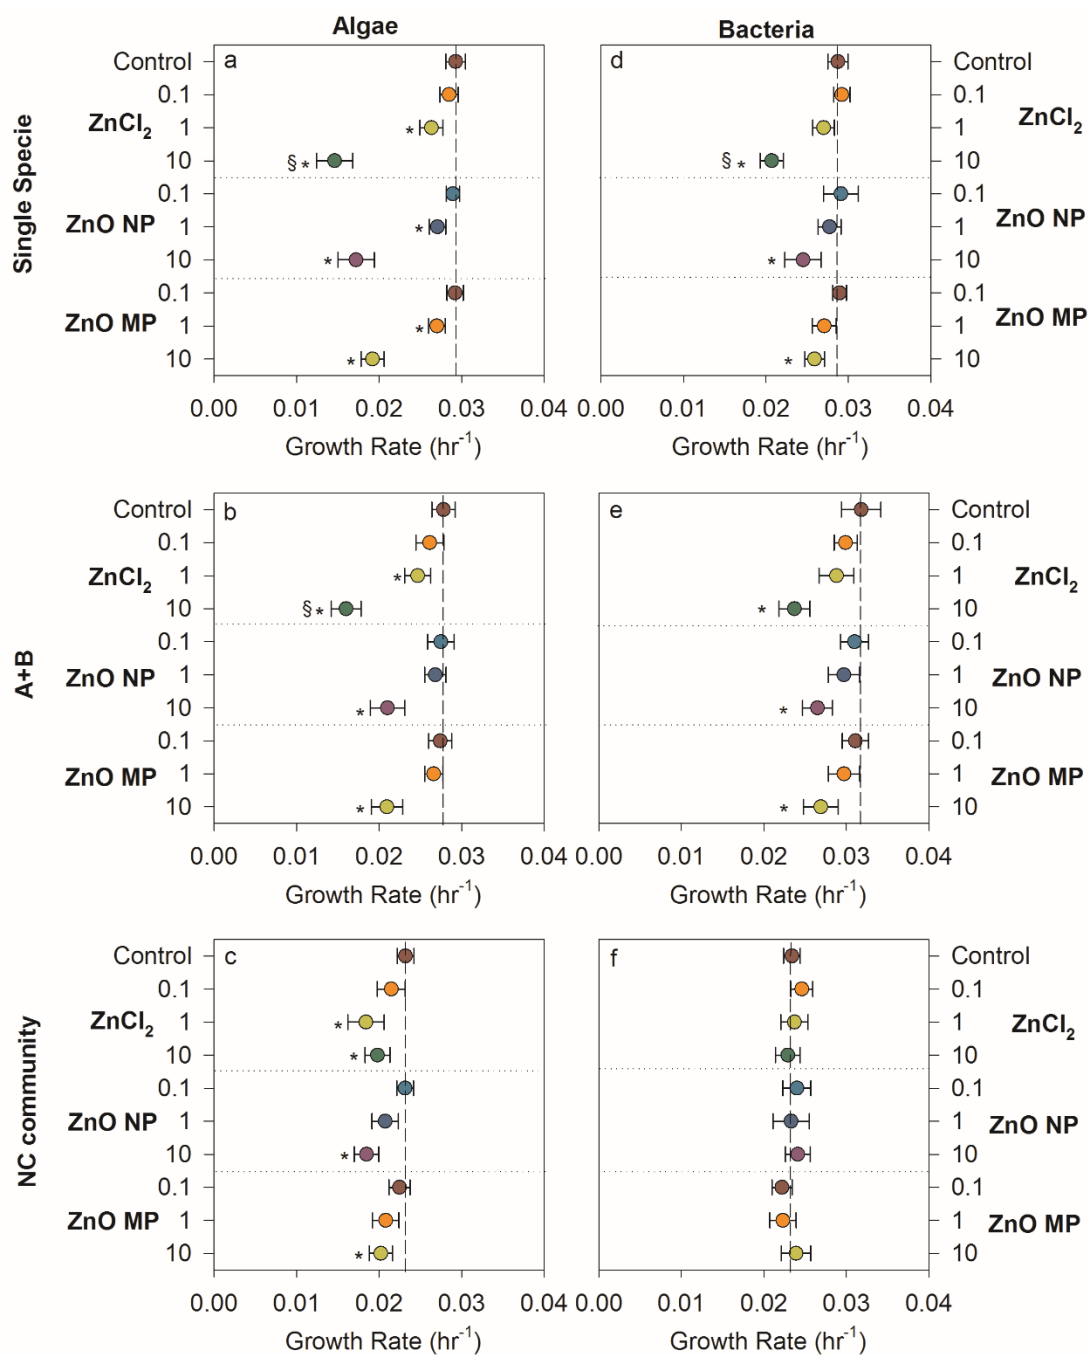 Algae
Bacteria
Single Specie
a
d
Control
Control
0.1
0.1
ZnCl2
1
*
1
ZnCl2
10
§ *
§ *
10
0.1
0.1
ZnO NP
1
*
1
ZnO NP
10
*
*
10
0.1
0.1
ZnO MP
1
*
1
ZnO MP
10
*
*
10
0.00 0.01 0.02 0.03 0.04
0.00 0.01 0.02 0.03 0.04
Growth Rate (hr-1)
Growth Rate (hr-1)
A+B
b
e
Control
Control
0.1
0.1
ZnCl2
1
*
1
ZnCl2
10
§ *
*
10
0.1
0.1
ZnO NP
1
1
ZnO NP
10
*
*
10
0.1
0.1
ZnO MP
1
1
ZnO MP
10
*
*
10
0.00 0.01 0.02 0.03 0.04
0.00 0.01 0.02 0.03 0.04
Growth Rate (hr-1)
Growth Rate (hr-1)
NC community
c
f
Control
Control
0.1
0.1
ZnCl2
1
*
1
ZnCl2
10
*
10
0.1
0.1
ZnO NP
1
1
ZnO NP
10
*
10
0.1
0.1
ZnO MP
1
1
ZnO MP
10
*
10
0.00 0.01 0.02 0.03 0.04
0.00 0.01 0.02 0.03 0.04
Growth Rate (hr-1)
Growth Rate (hr-1)